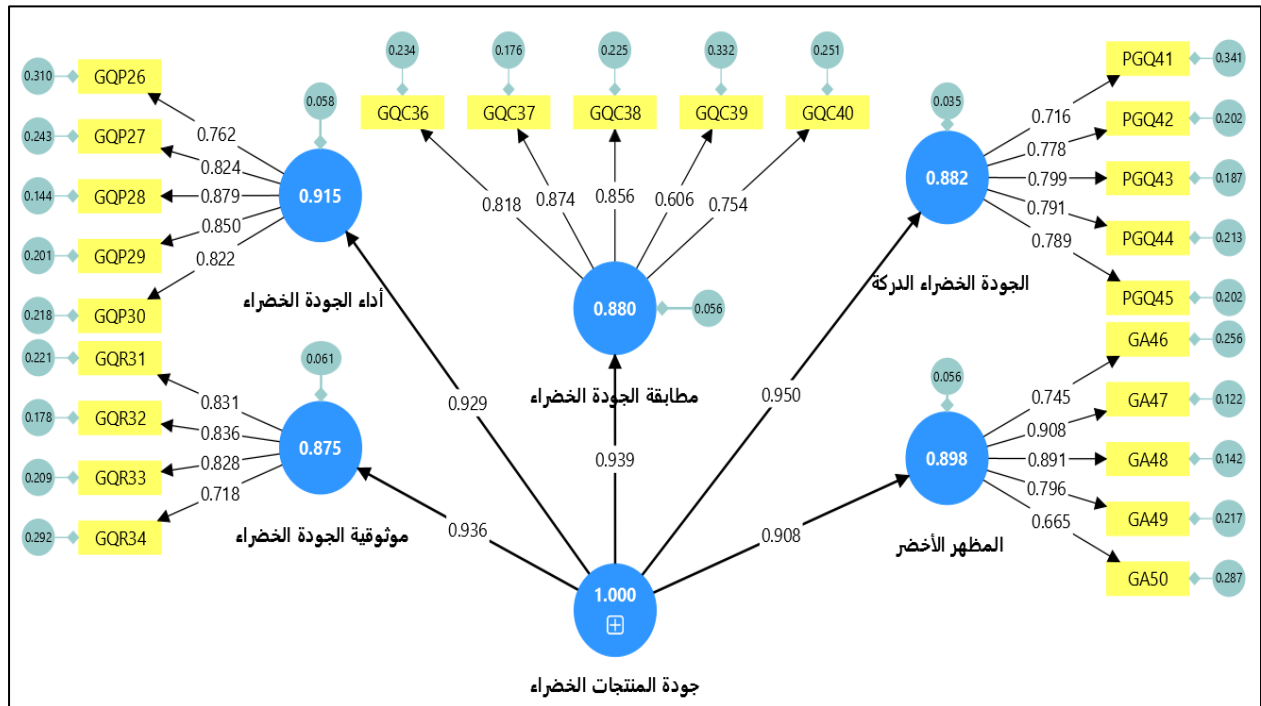 0.310
GQP26
0.243
GQP27
0.144
GQP28
0.201
GQP29
0.218
GQP30
0.762
0.824
0.879
0.850
0.822
0.058
0.915
أداء الجودة الخضراء
0.221
GQR31
0.178
GQR32
0.209
GQR33
0.292
GQR34
0.831
0.836
0.828
0.718
0.061
0.875
موثوقية الجودة الخضراء
0.234
0.176
0.225
0.332
0.251
GQC36
GQC37
GQC38
GQC39
GQC40
0.818
0.874
0.856
0.606
0.754
0.880
0.056
مطابقة الجودة الخضراء
0.035
0.882
الجودة الخضراء الدركة
0.716
0.778
0.799
0.791
0.789
PGQ41
0.341
PGQ42
0.202
PGQ43
0.187
PGQ44
0.213
PGQ45
0.202
0.056
0.898
المظهر الأخضر
0.745
0.908
0.891
0.796
0.665
GA46
0.256
GA47
0.122
GA48
0.142
GA49
0.217
GA50
0.287
0.929
0.936
0.939
0.950
0.908
1.000
جودة المنتجات الخضراء